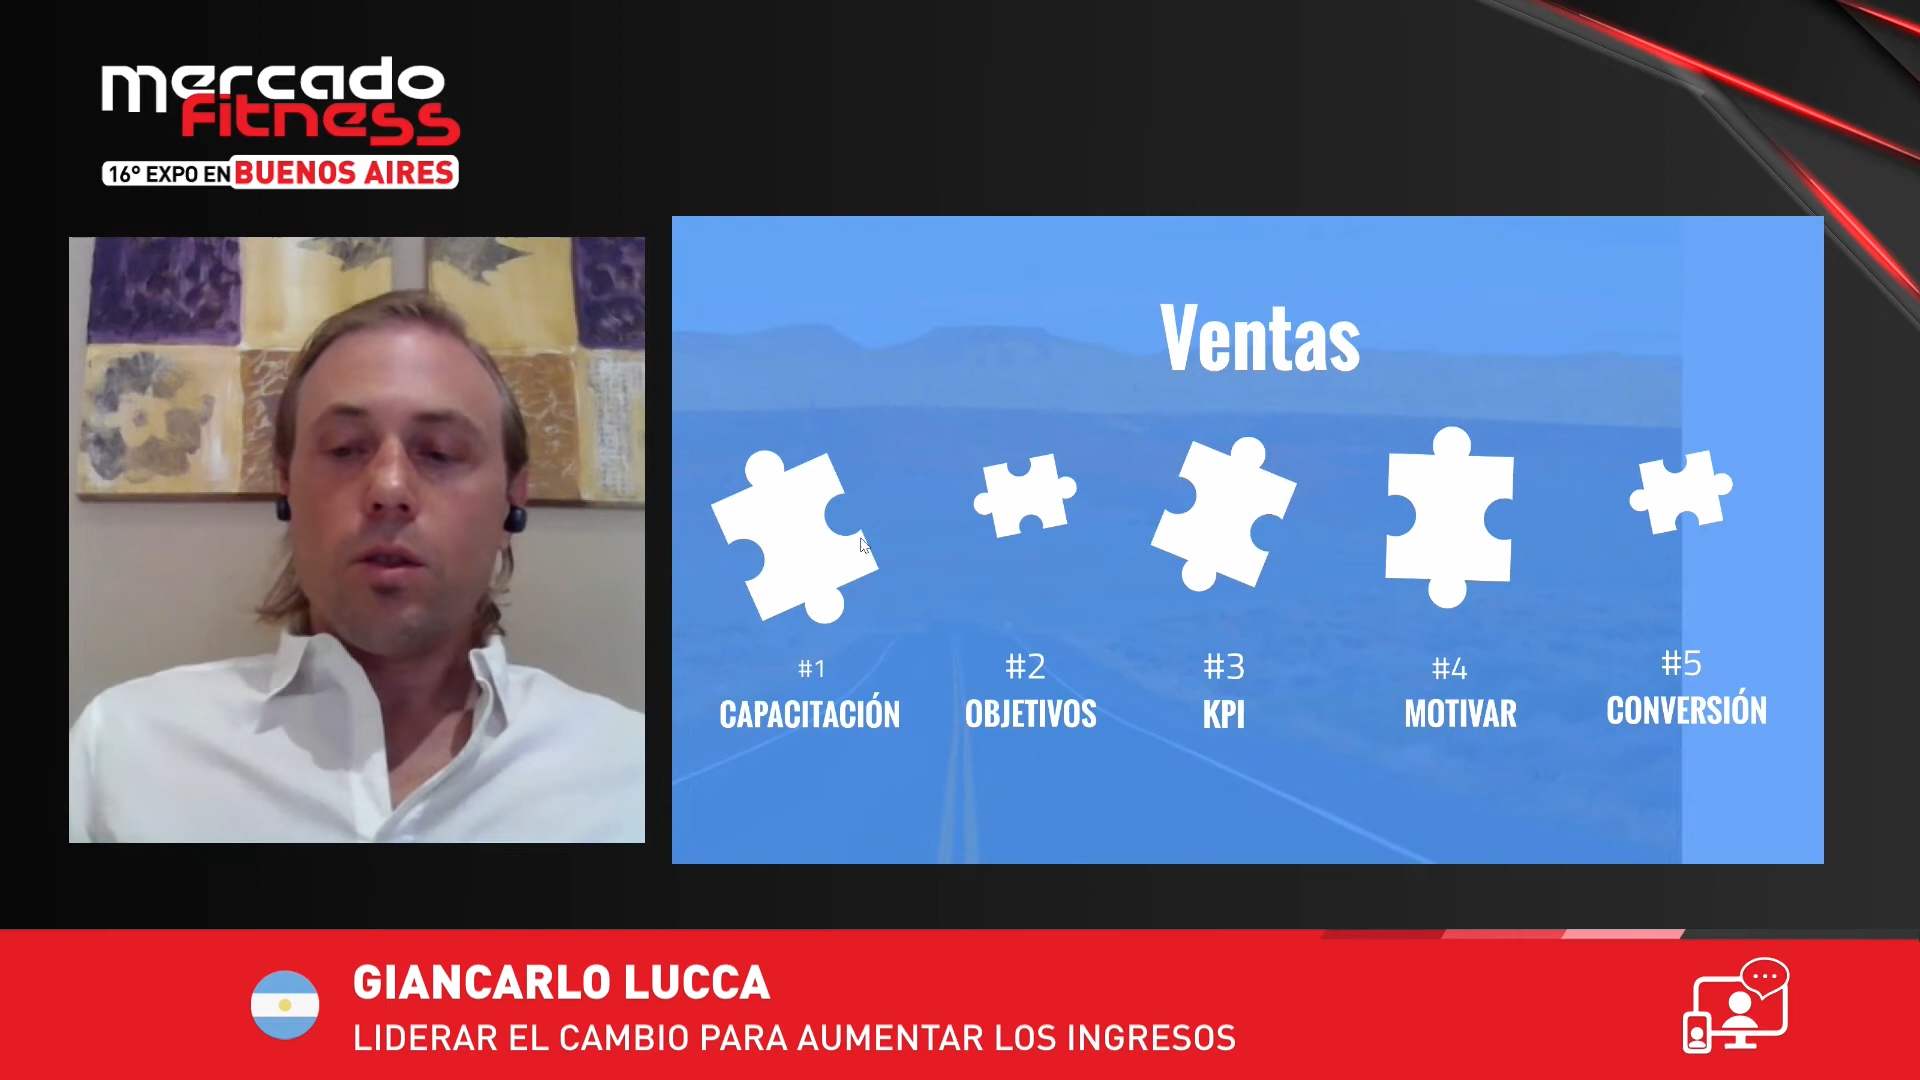 mercado
fitness
16° EXPO EN BUENOS AIRES
Ventas
#1
CAPACITACIÓN
#2
OBJETIVOS
#3
KPI
#4
MOTIVAR
#5
CONVERSIÓN
GIANCARLO LUCCA
LIDERAR EL CAMBIO PARA AUMENTAR LOS INGRESOS